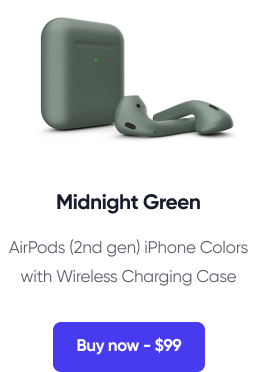 Midnight Green
AirPods (2nd gen) iPhone Colors
with Wireless Charging Case
Buy now - $99